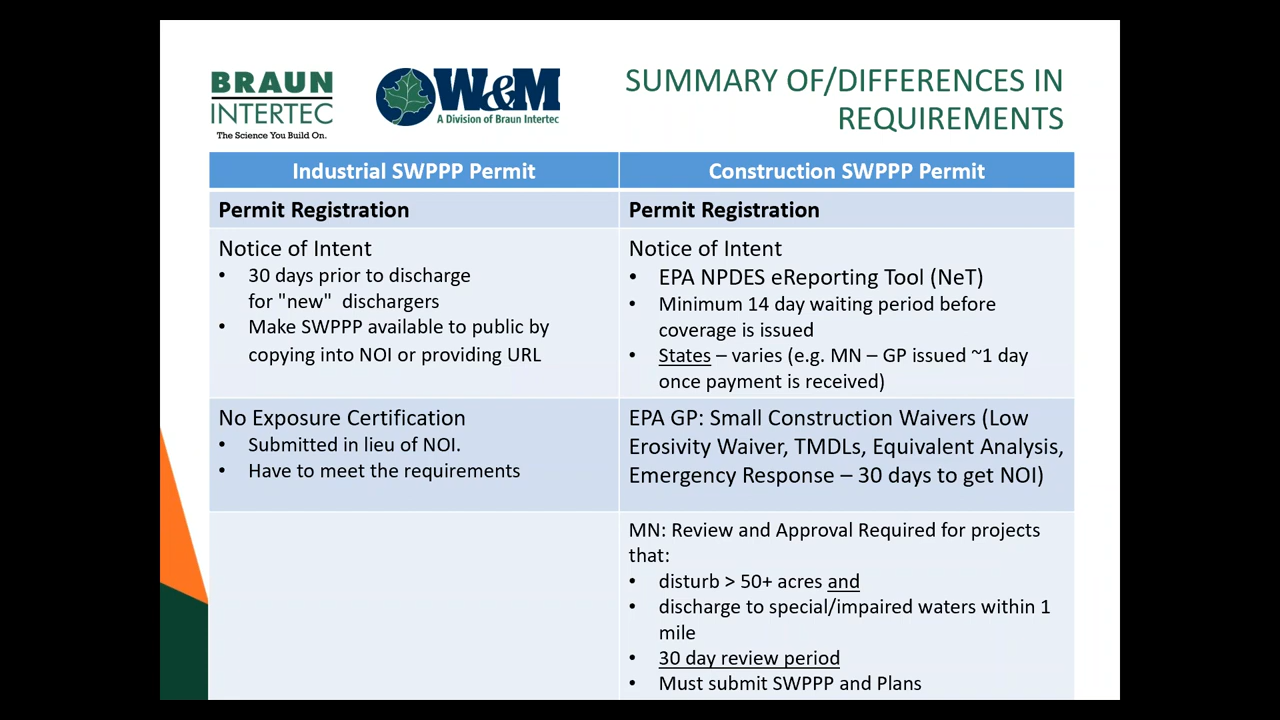 BRAUN
INTERTEC
The Science You Build On.
W&M
A Division of Braun Intertec
SUMMARY OF/DIFFERENCES IN
REQUIREMENTS
Industrial SWPPP Permit
Construction SWPPP Permit
Permit Registration
Permit Registration
Notice of Intent
• 30 days prior to discharge
for "new" dischargers
• Make SWPPP available to public by
copying into NOI or providing URL
Notice of Intent
• EPA NPDES eReporting Tool (NeT)
• Minimum 14 day waiting period before
coverage is issued
• States – varies (e.g. MN – GP issued ~1 day
once payment is received)
No Exposure Certification
• Submitted in lieu of NOI.
• Have to meet the requirements
EPA GP: Small Construction Waivers (Low
Erosivity Waiver, TMDLs, Equivalent Analysis,
Emergency Response – 30 days to get NOI)
MN: Review and Approval Required for projects
that:
• disturb > 50+ acres and
• discharge to special/impaired waters within 1
mile
• 30 day review period
• Must submit SWPPP and Plans